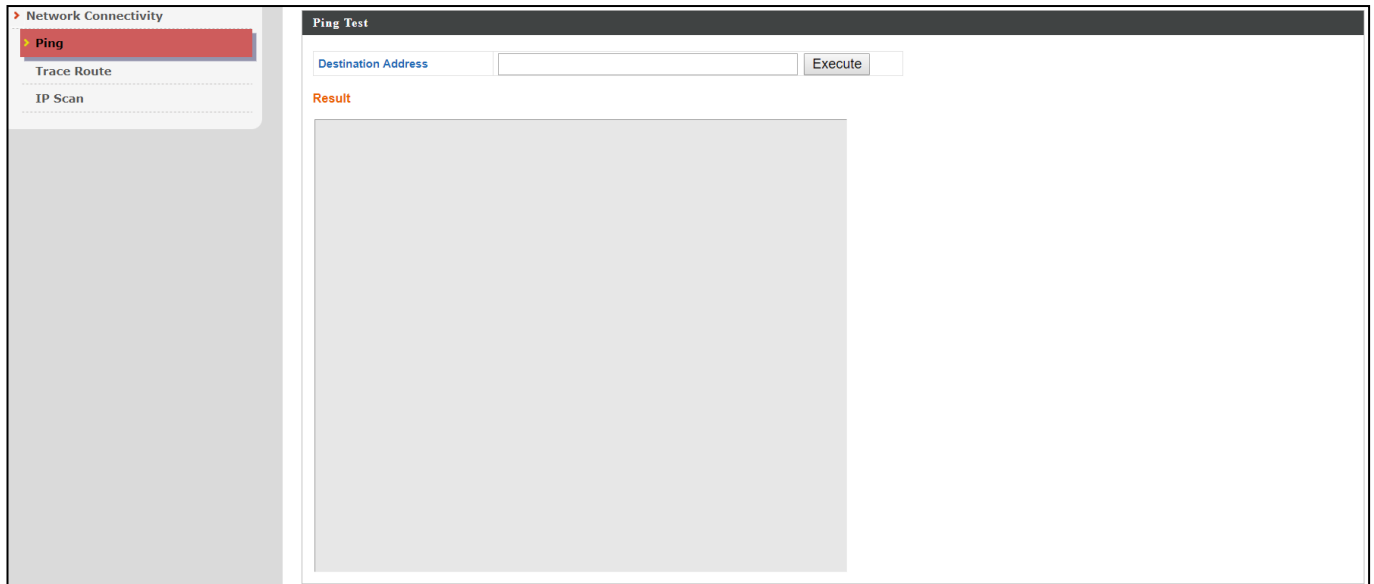 Network Connectivity
Ping
Trace Route
IP Scan
Ping Test
Destination Address
Execute
Result